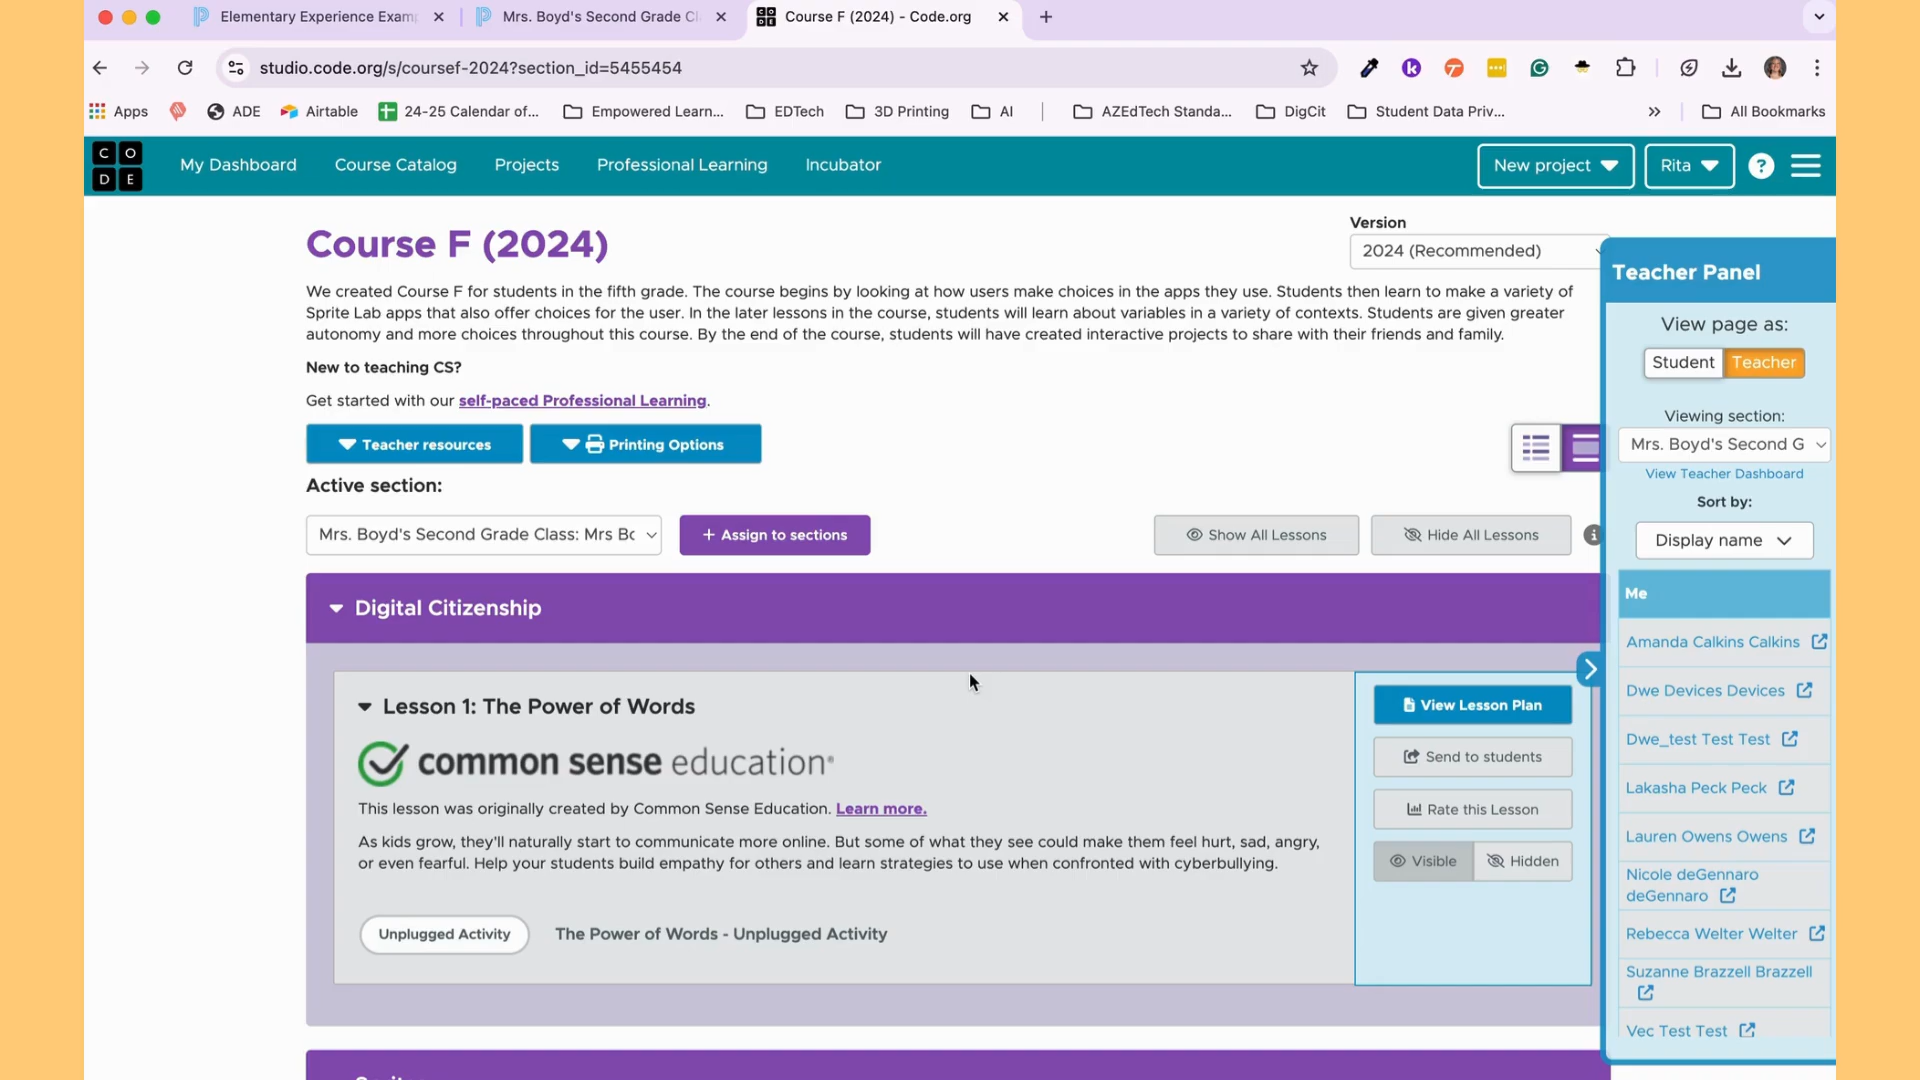 Elementary Experience Exam
Mrs. Boyd's Second Grade Cl
Course F (2024) - Code.org
studio.code.org/s/coursef-2024?section_id=5455454
Apps
ADE
Airtable
24-25 Calendar of...
Empowered Learn...
EDTech
3D Printing
AI
AZEdTech Standa...
DigCit
Student Data Priv...
All Bookmarks
CODE
My Dashboard
Course Catalog
Projects
Professional Learning
Incubator
New project
Rita
?
Course F (2024)
Version
2024 (Recommended)
We created Course F for students in the fifth grade. The course begins by looking at how users make choices in the apps they use. Students then learn to make a variety of
Sprite Lab apps that also offer choices for the user. In the later lessons in the course, students will learn about variables in a variety of contexts. Students are given greater
autonomy and more choices throughout this course. By the end of the course, students will have created interactive projects to share with their friends and family.
New to teaching CS?
Get started with our self-paced Professional Learning.
Teacher resources
Printing Options
Active section:
Mrs. Boyd's Second Grade Class: Mrs Bo
+ Assign to sections
Show All Lessons
Hide All Lessons
Digital Citizenship
Lesson 1: The Power of Words
common sense education®
This lesson was originally created by Common Sense Education. Learn more.
As kids grow, they'll naturally start to communicate more online. But some of what they see could make them feel hurt, sad, angry,
or even fearful. Help your students build empathy for others and learn strategies to use when confronted with cyberbullying.
Unplugged Activity
The Power of Words - Unplugged Activity
View Lesson Plan
Send to students
Rate this Lesson
Visible
Hidden
Teacher Panel
View page as:
Student
Teacher
Viewing section:
Mrs. Boyd's Second G
View Teacher Dashboard
Sort by:
Display name
Me
Amanda Calkins Calkins
Dwe Devices Devices
Dwe_test Test Test
Lakasha Peck Peck
Lauren Owens Owens
Nicole deGennaro
deGennaro
Rebecca Welter Welter
Suzanne Brazzell Brazzell
Vec Test Test